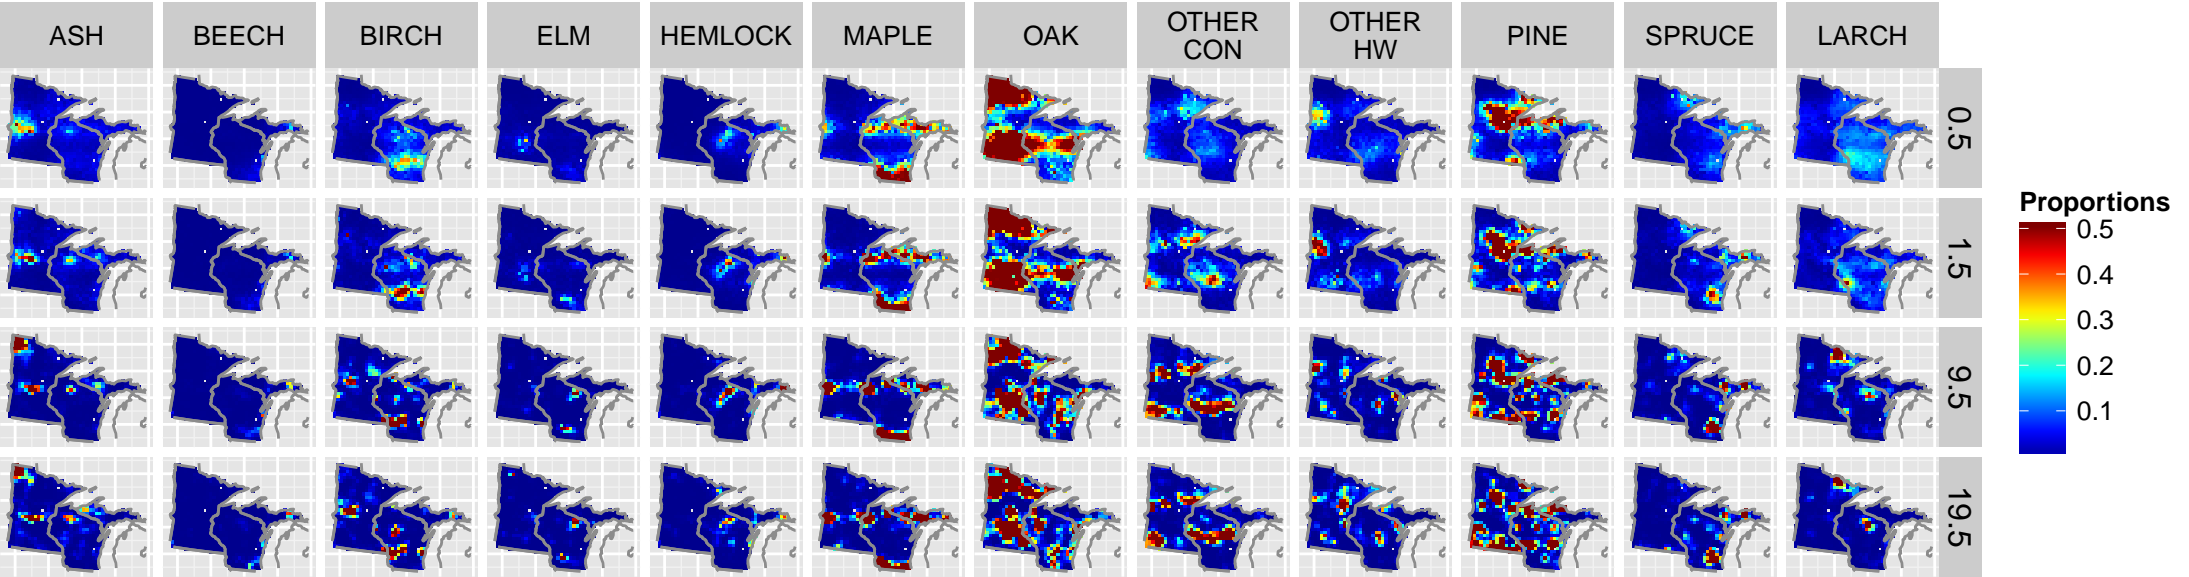 ASH
BEECH
BIRCH
ELM
HEMLOCK
MAPLE
OAK
OTHER
CON
OTHER
HW
PINE
SPRUCE
LARCH
0.5
1.5
9.5
19.5
Proportions
0.5
0.4
0.3
0.2
0.1